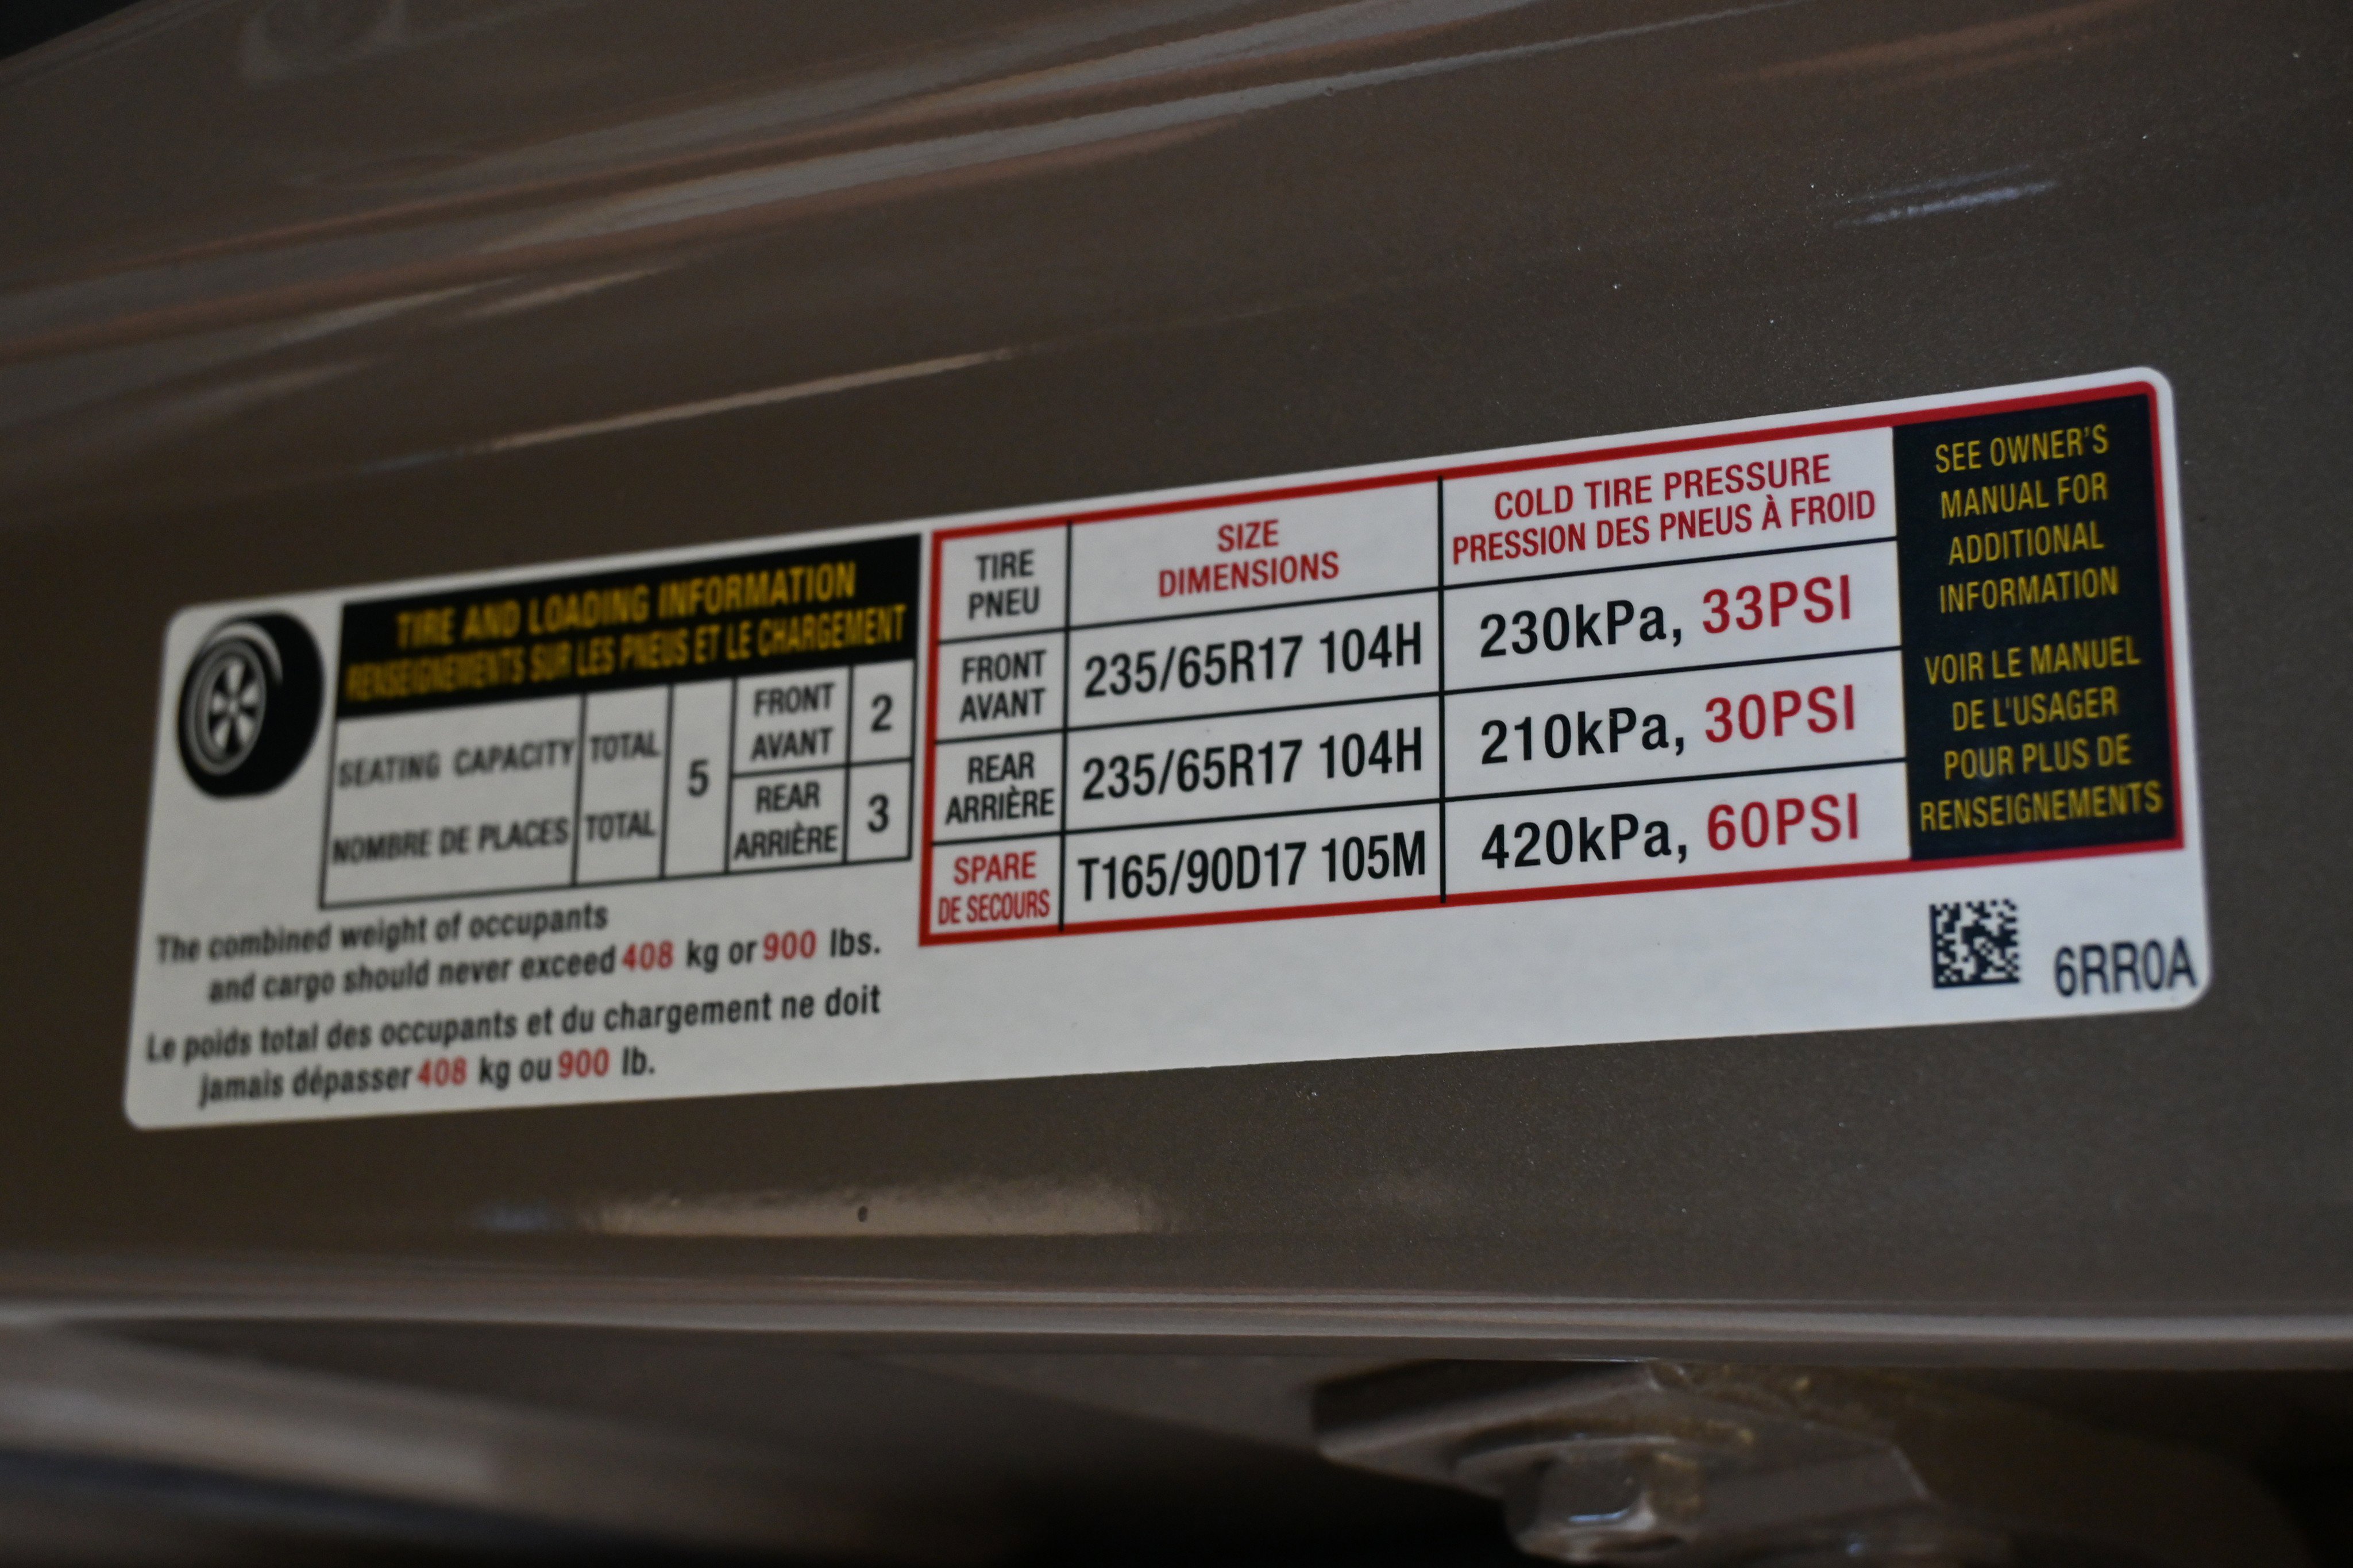 TIRE AND LOADING INFORMATION
RENSEIGNEMENTS SUR LES PNEUS ET LE CHARGEMENT
SEATING CAPACITY TOTAL
NOMBRE DE PLACES TOTAL
5
FRONT
AVANT
2
REAR
ARRIÈRE
3
The combined weight of occupants
and cargo should never exceed 408 kg or 900 lbs.
Le poids total des occupants et du chargement ne doit
jamais dépasser 408 kg ou 900 lb.
TIRE
PNEU
SIZE
DIMENSIONS
COLD TIRE PRESSURE
PRESSION DES PNEUS À FROID
FRONT
AVANT
235/65R17 104H
230kPa, 33PSI
REAR
ARRIÈRE
235/65R17 104H
210kPa, 30PSI
SPARE
DE SECOURS
T165/90D17 105M
420kPa, 60PSI
SEE OWNER'S
MANUAL FOR
ADDITIONAL
INFORMATION
VOIR LE MANUEL
DE L'USAGER
POUR PLUS DE
RENSEIGNEMENTS
6RR0A